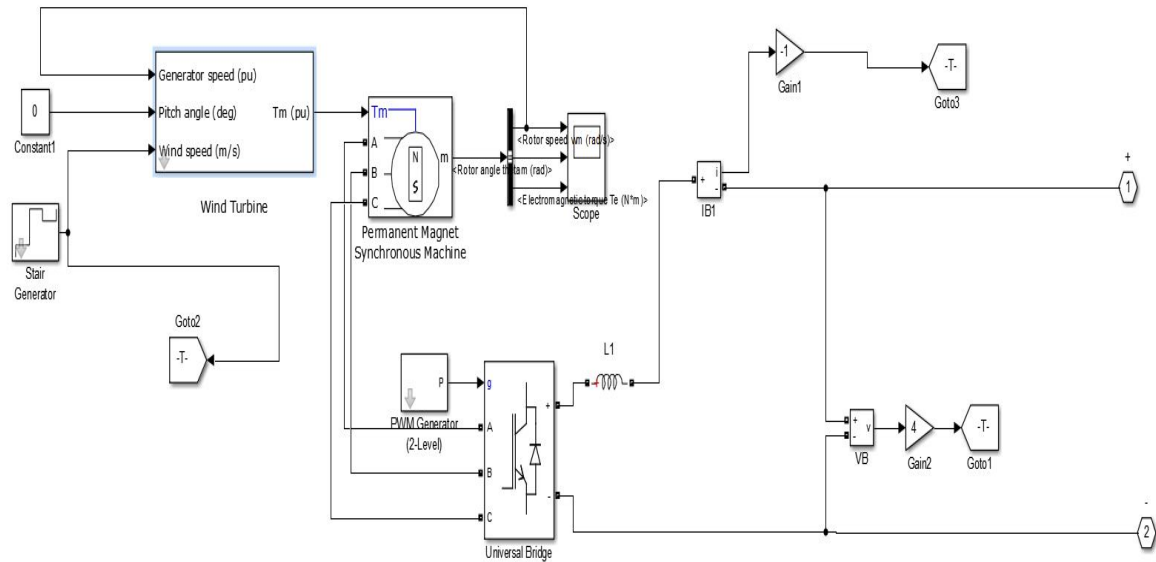 Generator speed (pu)
Pitch angle (deg)
Wind speed (m/s)
Tm (pu)
Wind Turbine
0
Constant1
Stair
Generator
Goto2
-T-
Tm
A
B
C
m
N
S
Permanent Magnet
Synchronous Machine
<Rotor speed wm (rad/s)>
<Rotor angle thetam (rad)>
<Electromagnetic torque Te (N*m)>
Scope
-1
Gain1
-T-
Goto3
+
i
-
IB1
+
1
L1
+
P
PWM Generator
(2-Level)
g
A
B
C
+
-
Universal Bridge
+
-
v
VB
4
Gain2
-T-
Goto1
-
2